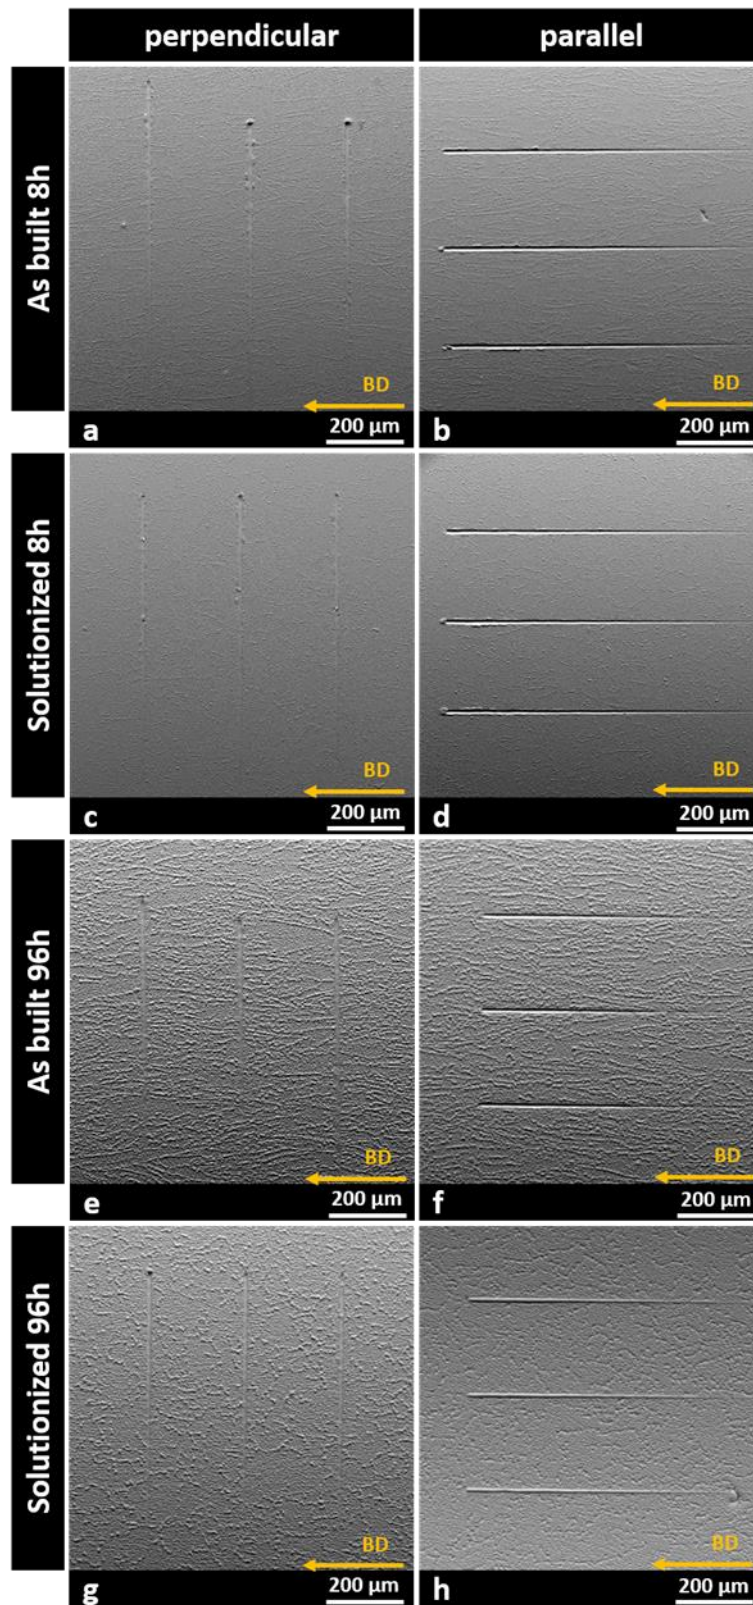 perpendicular parallel
As built 8h
BD BD
a 200 µm b 200 µm
Solutionized 8h
BD BD
c 200 µm d 200 µm
As built 96h
BD BD
e 200 µm f 200 µm
Solutionized 96h
BD BD
g 200 µm h 200 µm